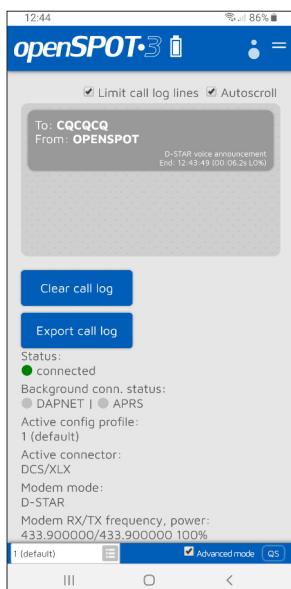 12:44 86%
openSPOT•3
Limit call log lines Autoscroll
To: CQCQCQ
From: OPENSPOT
D-STAR voice announcement
End: 12:43:49 (00:06.2s L0%)
Clear call log
Export call log
Status:
connected
Background conn. status:
DAPNET | APRS
Active config profile:
1 (default)
Active connector:
DCS/XLX
Modem mode:
D-STAR
Modem RX/TX frequency, power:
433.900000/433.900000 100%
1 (default) Advanced mode QS